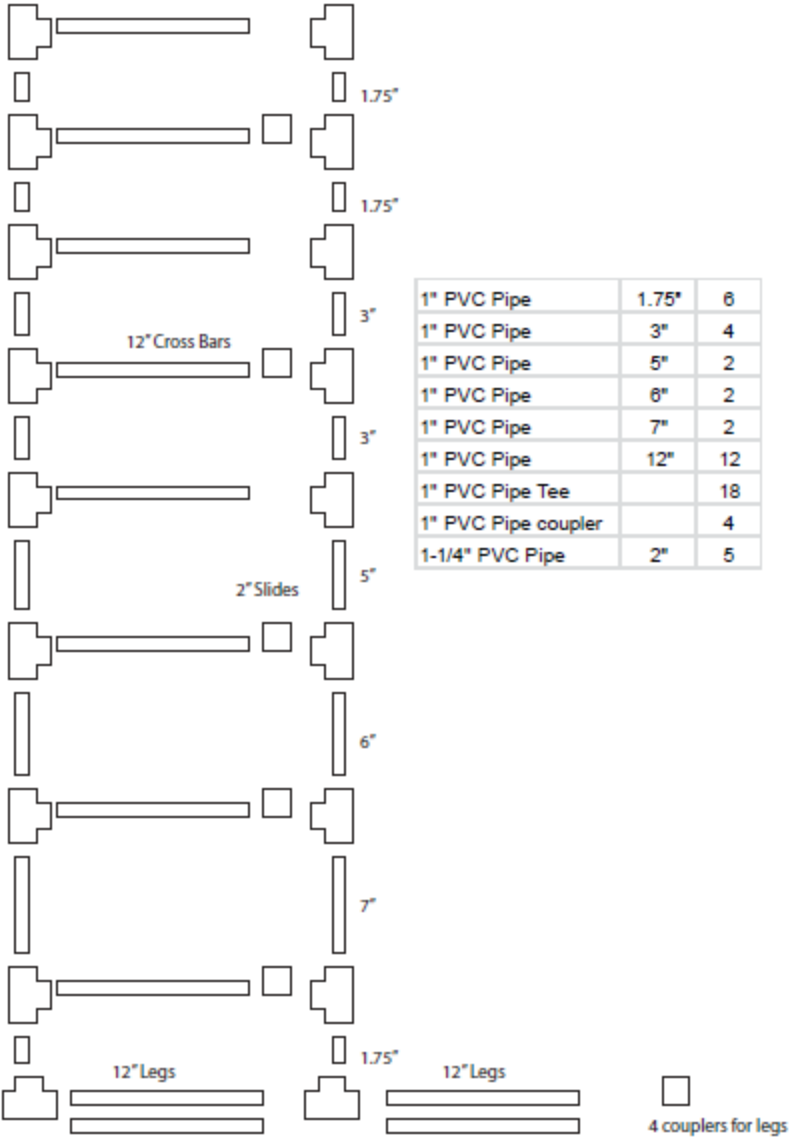 1.75"
1.75"
3"
12" Cross Bars
3"
5"
2" Slides
6"
7"
1.75"
12" Legs
12" Legs
4 couplers for legs
1" PVC Pipe 1.75" 6
1" PVC Pipe 3" 4
1" PVC Pipe 5" 2
1" PVC Pipe 6" 2
1" PVC Pipe 7" 2
1" PVC Pipe 12" 12
1" PVC Pipe Tee 18
1" PVC Pipe coupler 4
1-1/4" PVC Pipe 2" 5